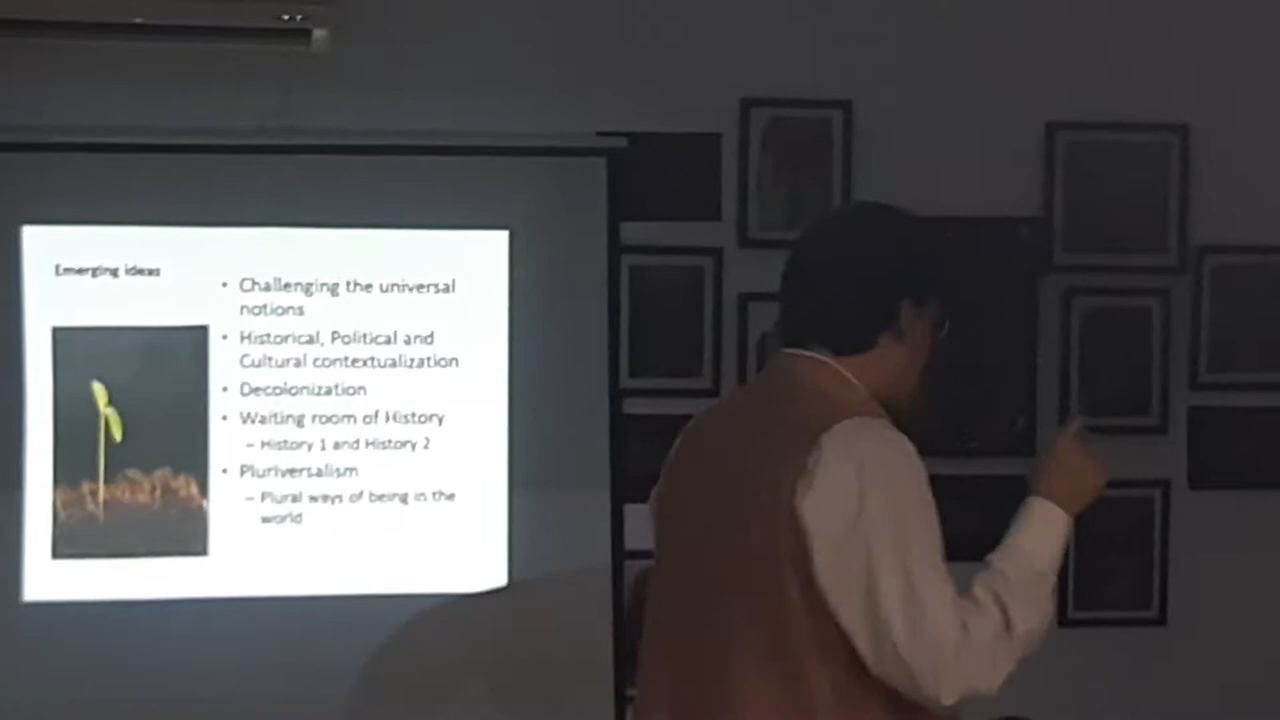 Emerging ideas
• Challenging the universal
notions
• Historical, Political and
Cultural contextualization
• Decolonization
• Waiting room of History
– History 1 and History 2
• Pluriversalism
– Plural ways of being in the
world